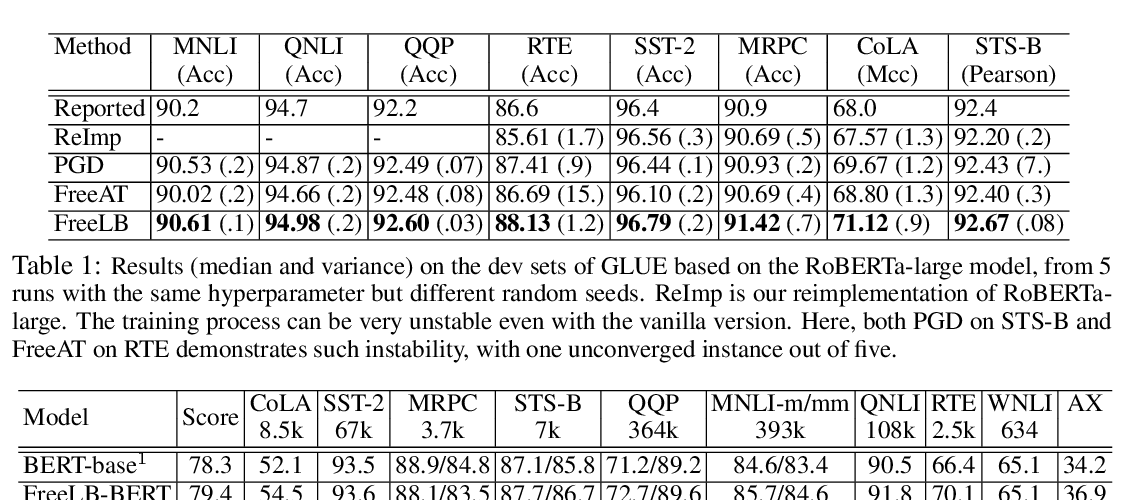 Method MNLI QNLI QQP RTE SST-2 MRPC CoLA STS-B
(Acc) (Acc) (Acc) (Acc) (Acc) (Acc) (Mcc) (Pearson)
Reported 90.2 94.7 92.2 86.6 96.4 90.9 68.0 92.4
ReImp - - - 85.61 (1.7) 96.56 (.3) 90.69 (.5) 67.57 (1.3) 92.20 (.2)
PGD 90.53 (.2) 94.87 (.2) 92.49 (.07) 87.41 (.9) 96.44 (.1) 90.93 (.2) 69.67 (1.2) 92.43 (7.)
FreeAT 90.02 (.2) 94.66 (.2) 92.48 (.08) 86.69 (15.) 96.10 (.2) 90.69 (.4) 68.80 (1.3) 92.40 (.3)
FreeLB 90.61 (.1) 94.98 (.2) 92.60 (.03) 88.13 (1.2) 96.79 (.2) 91.42 (.7) 71.12 (.9) 92.67 (.08)
Table 1: Results (median and variance) on the dev sets of GLUE based on the RoBERTa-large model, from 5
runs with the same hyperparameter but different random seeds. ReImp is our reimplementation of RoBERTa-
large. The training process can be very unstable even with the vanilla version. Here, both PGD on STS-B and
FreeAT on RTE demonstrates such instability, with one unconverged instance out of five.
Model Score CoLA SST-2 MRPC STS-B QQP MNLI-m/mm QNLI RTE WNLI AX
8.5k 67k 3.7k 7k 364k 393k 108k 2.5k 634
BERT-base1 78.3 52.1 93.5 88.9/84.8 87.1/85.8 71.2/89.2 84.6/83.4 90.5 66.4 65.1 34.2
FreeLB-BERT 79.4 54.5 93.6 88.1/83.5 87.7/86.7 72.7/89.6 85.7/84.6 91.8 70.1 65.1 36.9